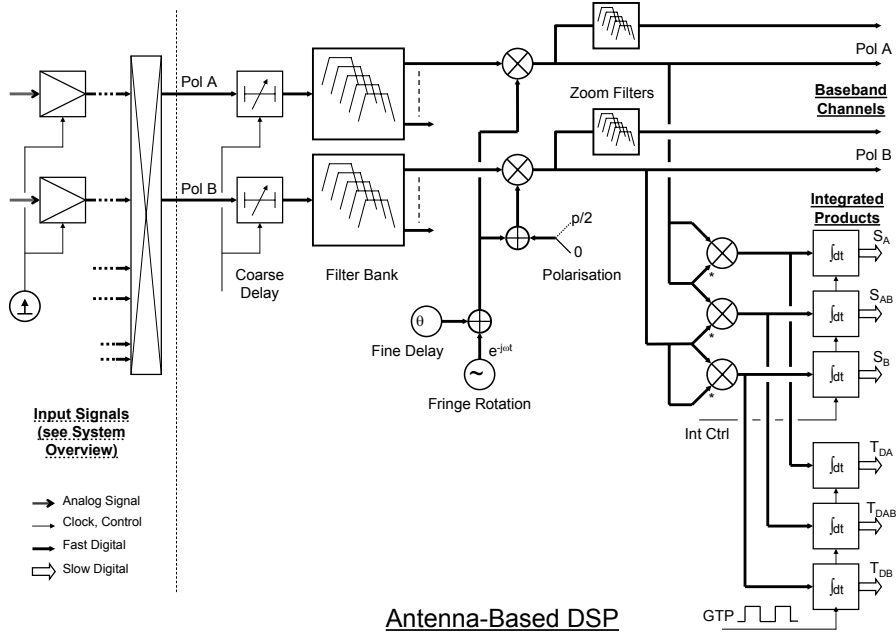 Pol A
Zoom Filters
Baseband
Channels
Pol A
Pol B
Pol B
p/2
0
Polarisation
Integrated
Products
Coarse
Delay
Filter Bank
θ
Fine Delay
e-jωt
~
Fringe Rotation
*
*
*
∫dt
SA
∫dt
SAB
∫dt
SB
Int Ctrl
Input Signals
(see System
Overview)
Analog Signal
Clock, Control
Fast Digital
Slow Digital
∫dt
TDA
∫dt
TDAB
∫dt
TDB
GTP
Antenna-Based DSP